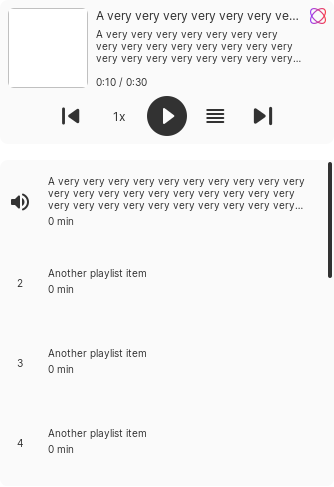 A very very very very very very ve...
A very very very very very very very
very very very very very very very very
very very very very very very very very...
0:10 / 0:30
1x
A very very very very very very very very very very
very very very very very very very very very very
very very very very very very very very very very...
0 min
2
Another playlist item
0 min
3
Another playlist item
0 min
4
Another playlist item
0 min